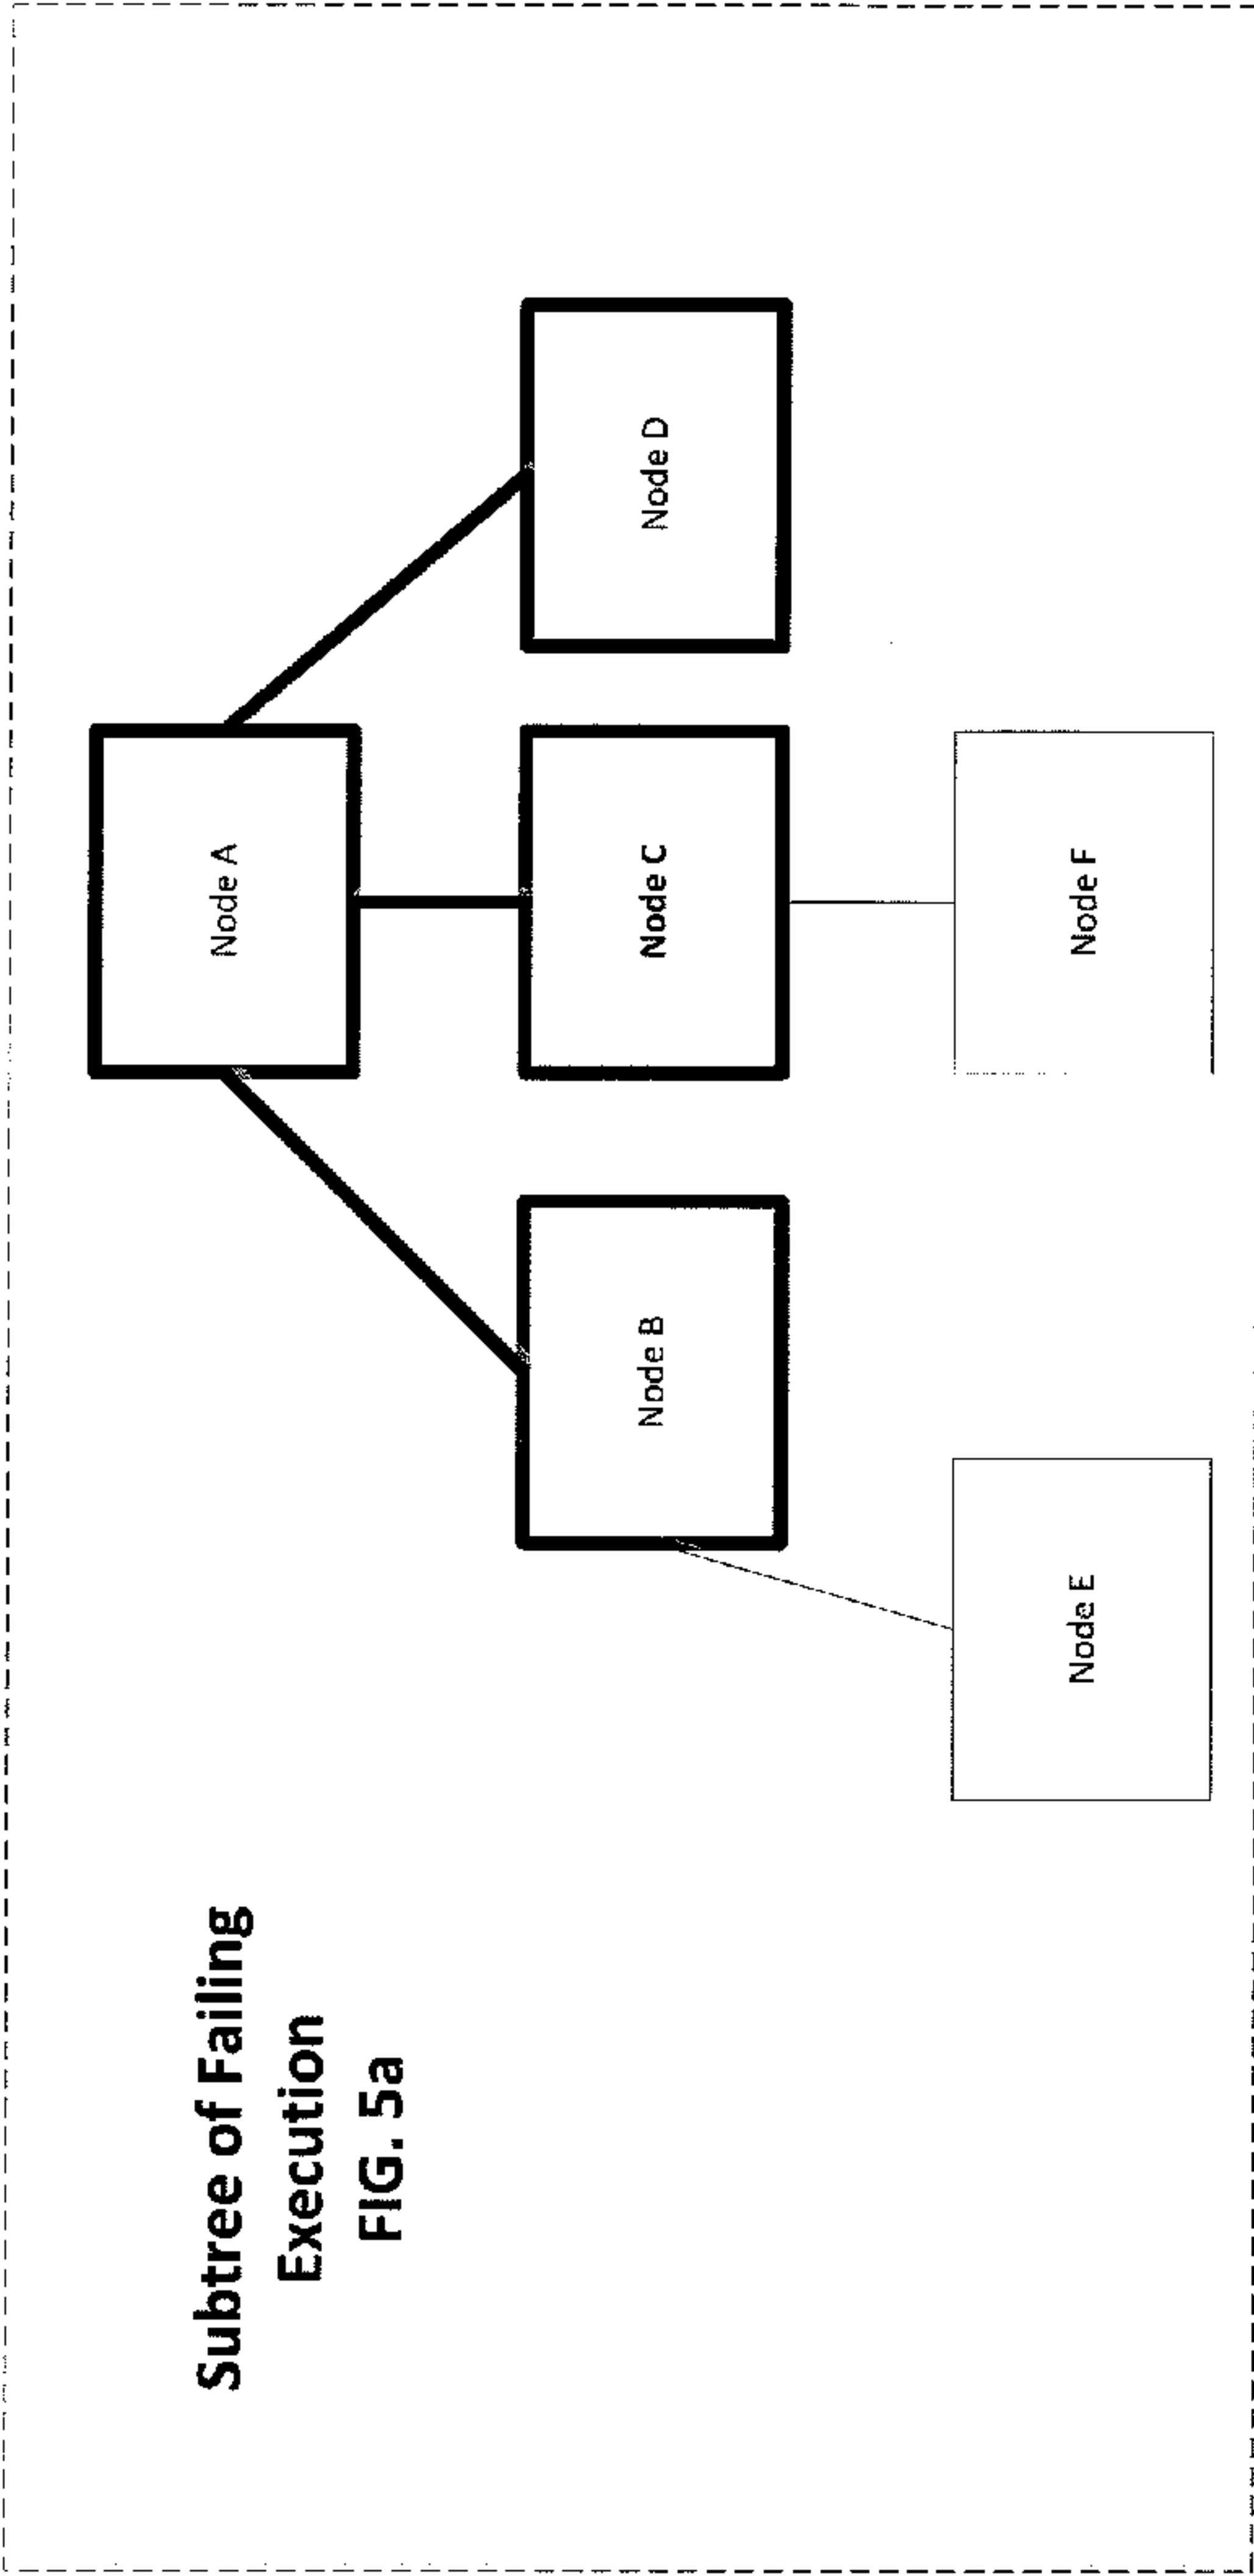 Subtree of Failing
Execution
FIG. 5a
Node A
Node B
Node C
Node D
Node E
Node F